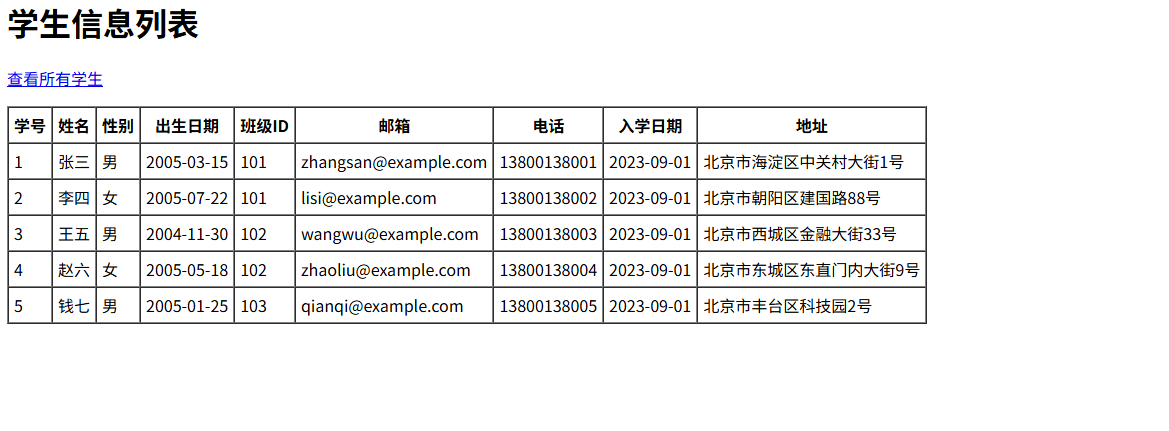 学生信息列表
查看所有学生
学号 姓名 性别 出生日期 班级ID 邮箱 电话 入学日期 地址
1 张三 男 2005-03-15 101 zhangsan@example.com 13800138001 2023-09-01 北京市海淀区中关村大街1号
2 李四 女 2005-07-22 101 lisi@example.com 13800138002 2023-09-01 北京市朝阳区建国路88号
3 王五 男 2004-11-30 102 wangwu@example.com 13800138003 2023-09-01 北京市西城区金融大街33号
4 赵六 女 2005-05-18 102 zhaoliu@example.com 13800138004 2023-09-01 北京市东城区东直门内大街9号
5 钱七 男 2005-01-25 103 qianqi@example.com 13800138005 2023-09-01 北京市丰台区科技园2号